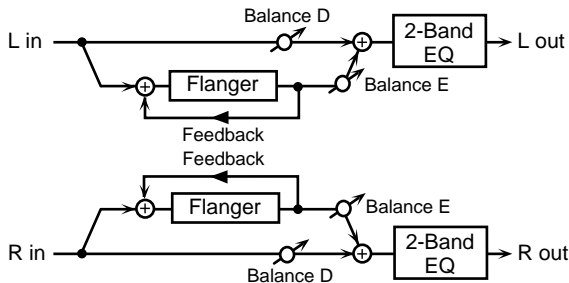 Balance D
L in
2-Band
EQ
L out
Flanger
Balance E
Feedback
Feedback
Flanger
Balance E
R in
2-Band
EQ
R out
Balance D